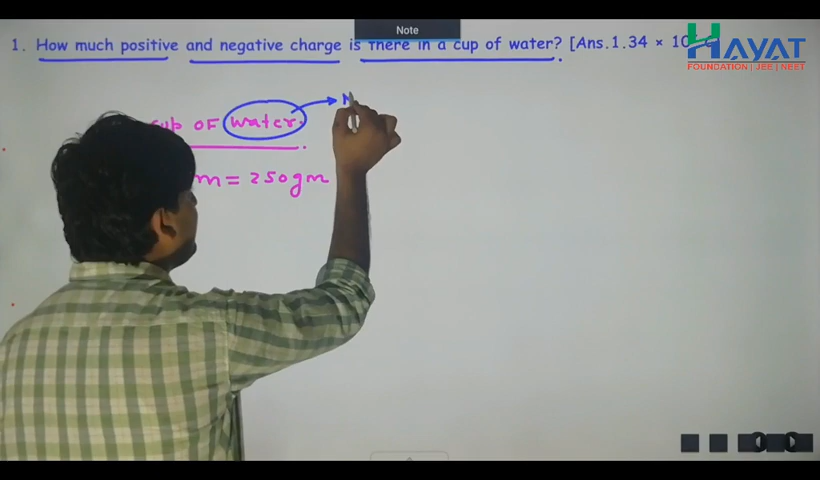 Note
1. How much positive and negative charge is there in a cup of water? [Ans.1.34 × 10
HAYAT
FOUNDATION | JEE | NEET
OF water.
m = 250gm